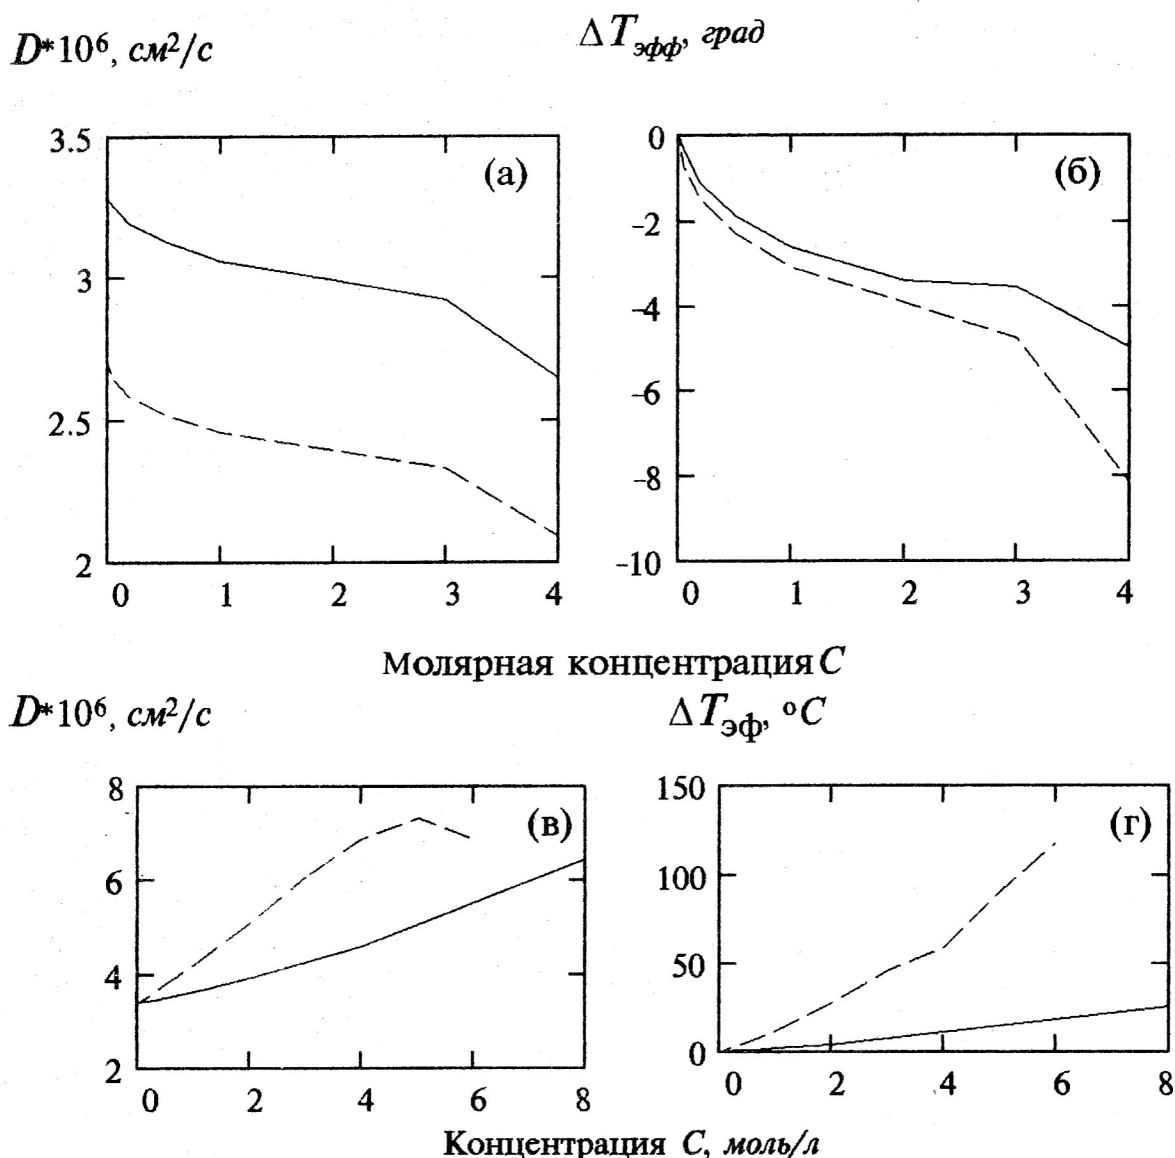 D*10⁶, см²/с
ΔTэфф, град
3.5
3
2.5
2
(а)
0 1 2 3 4
0
-2
-4
-6
-8
-10
(б)
0 1 2 3 4
Молярная концентрация C
D*10⁶, см²/с
ΔTэф, °C
8
6
4
2
(в)
0 2 4 6 8
150
100
50
0
(г)
0 2 4 6 8
Концентрация C, моль/л